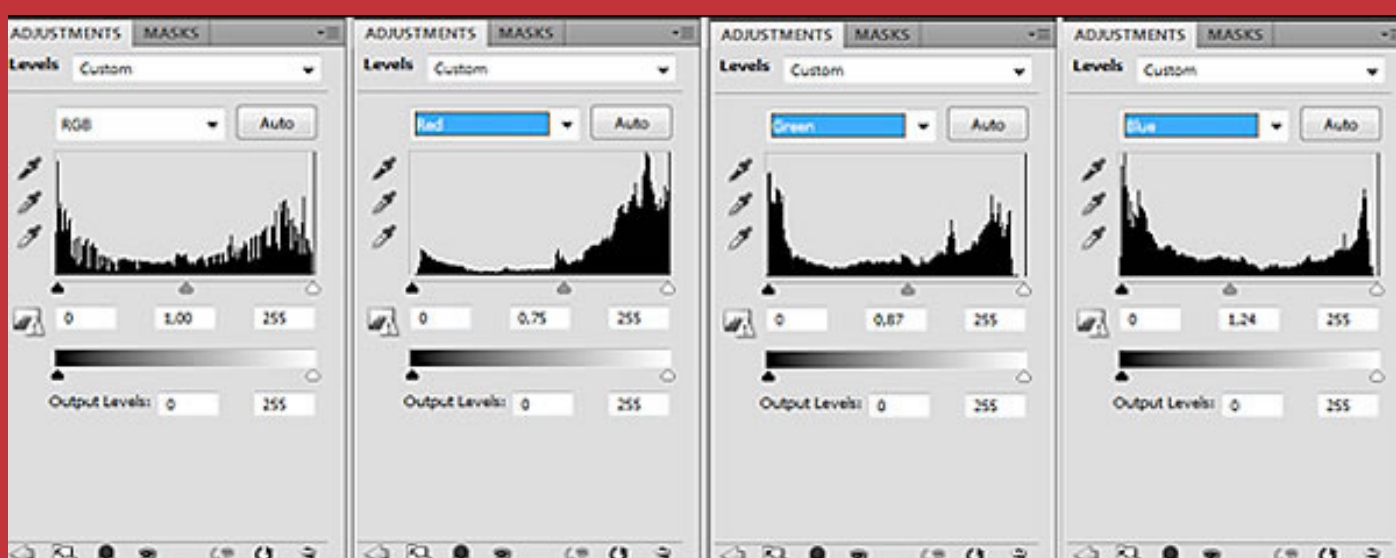 ADJUSTMENTS MASKS
Levels Custom
RGB Auto
0 1,00 255
Output Levels: 0 255
ADJUSTMENTS MASKS
Levels Custom
Red Auto
0 0,75 255
Output Levels: 0 255
ADJUSTMENTS MASKS
Levels Custom
Green Auto
0 0,87 255
Output Levels: 0 255
ADJUSTMENTS MASKS
Levels Custom
Blue Auto
0 1,24 255
Output Levels: 0 255